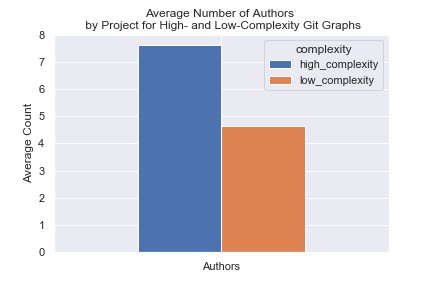 Average Number of Authors
by Project for High- and Low-Complexity Git Graphs
8
7
6
5
4
3
2
1
0
Average Count
complexity
high_complexity
low_complexity
Authors